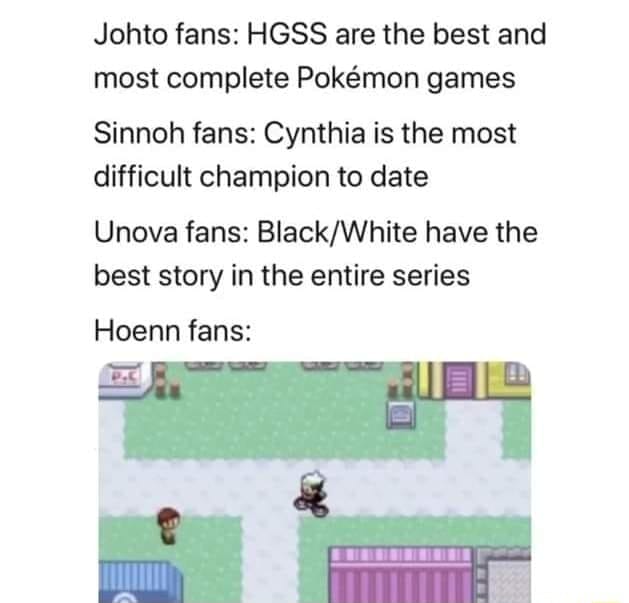 Johto fans: HGSS are the best and
most complete Pokémon games
Sinnoh fans: Cynthia is the most
difficult champion to date
Unova fans: Black/White have the
best story in the entire series
Hoenn fans:
P.C